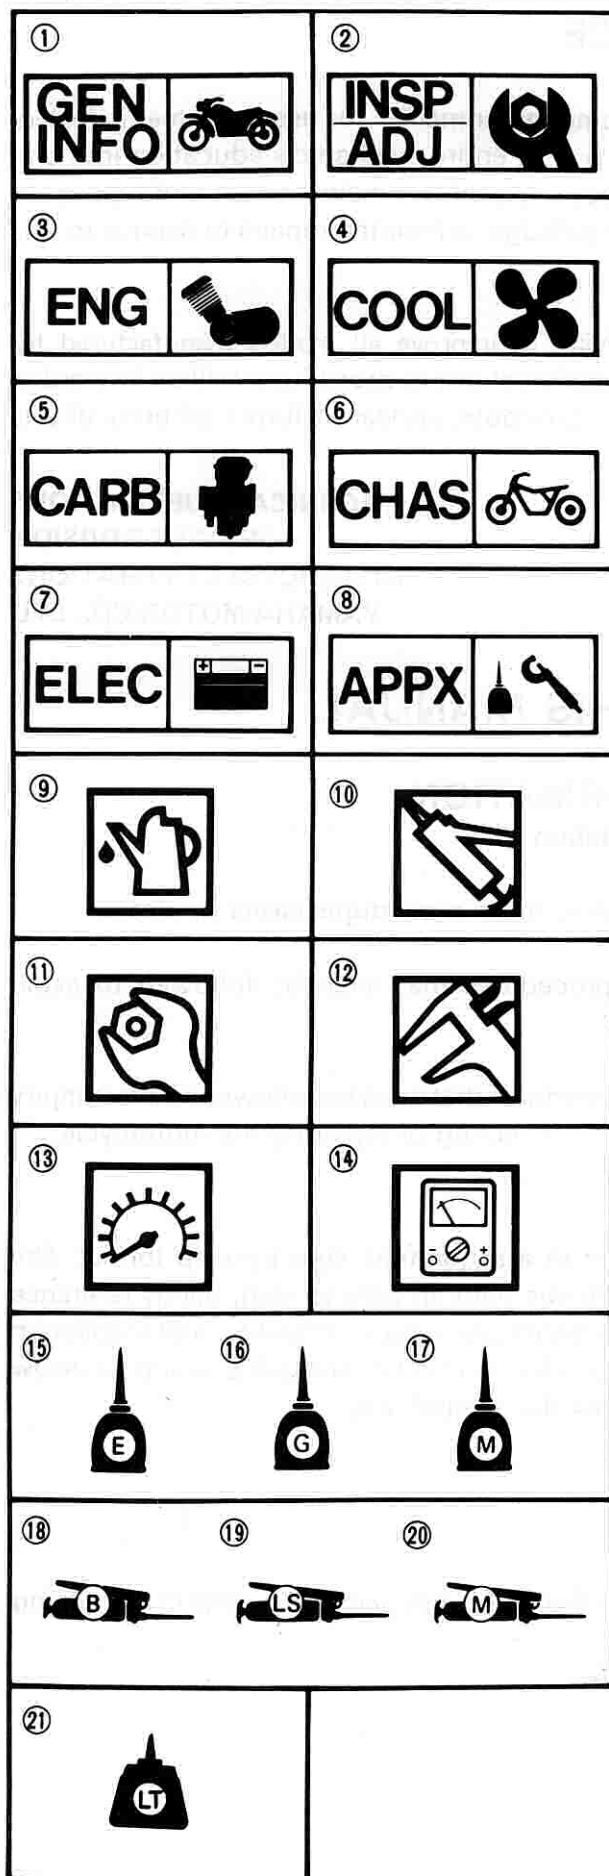 ① ②
GEN INFO INSP ADJ
③ ④
ENG COOL
⑤ ⑥
CARB CHAS
⑦ ⑧
ELEC + − APPX
⑨ ⑩
⑪ ⑫
⑬ ⑭
− +
⑮ ⑯ ⑰
E G M
⑱ ⑲ ⑳
B LS M
㉑
LT